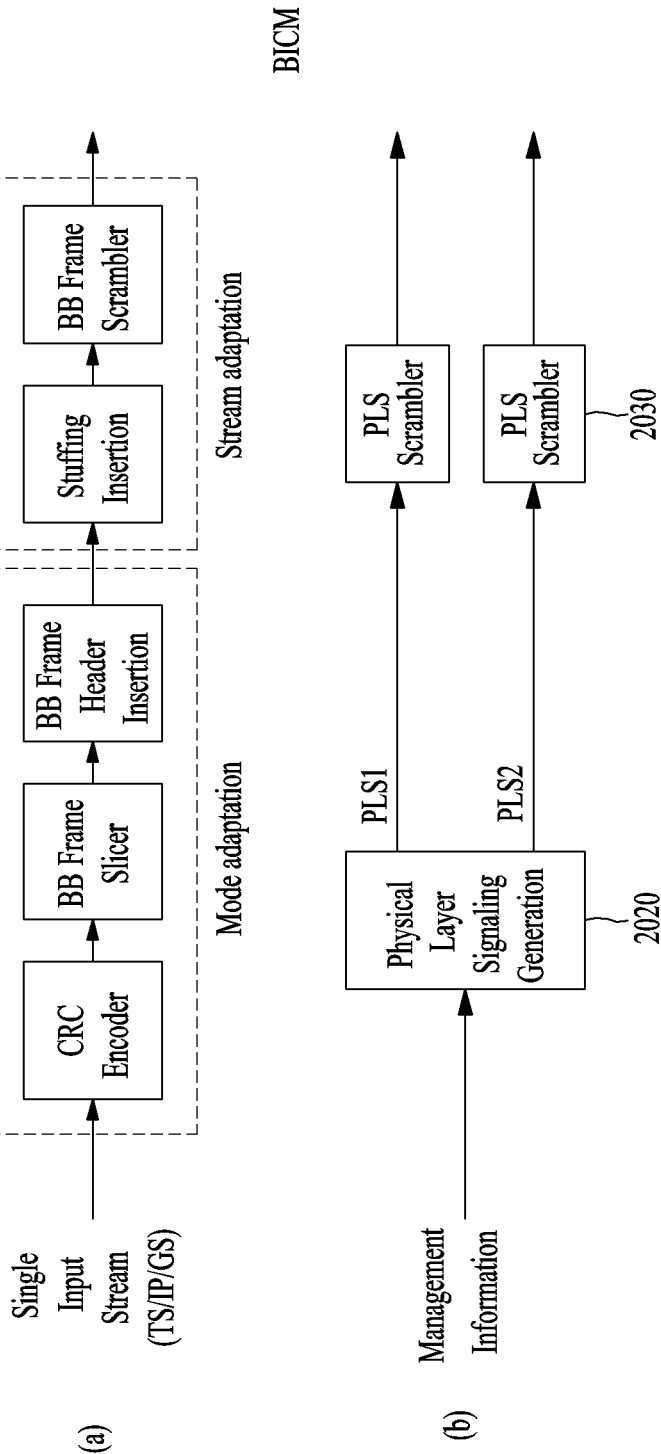 (a)
Single
Input
Stream
(TS/IP/GS)
CRC
Encoder
BB Frame
Slicer
BB Frame
Header
Insertion
Mode adaptation
Stuffing
Insertion
BB Frame
Scrambler
Stream adaptation
BICM
(b)
Management
Information
Physical
Layer
Signaling
Generation
2020
PLS1
PLS2
PLS
Scrambler
PLS
Scrambler
2030